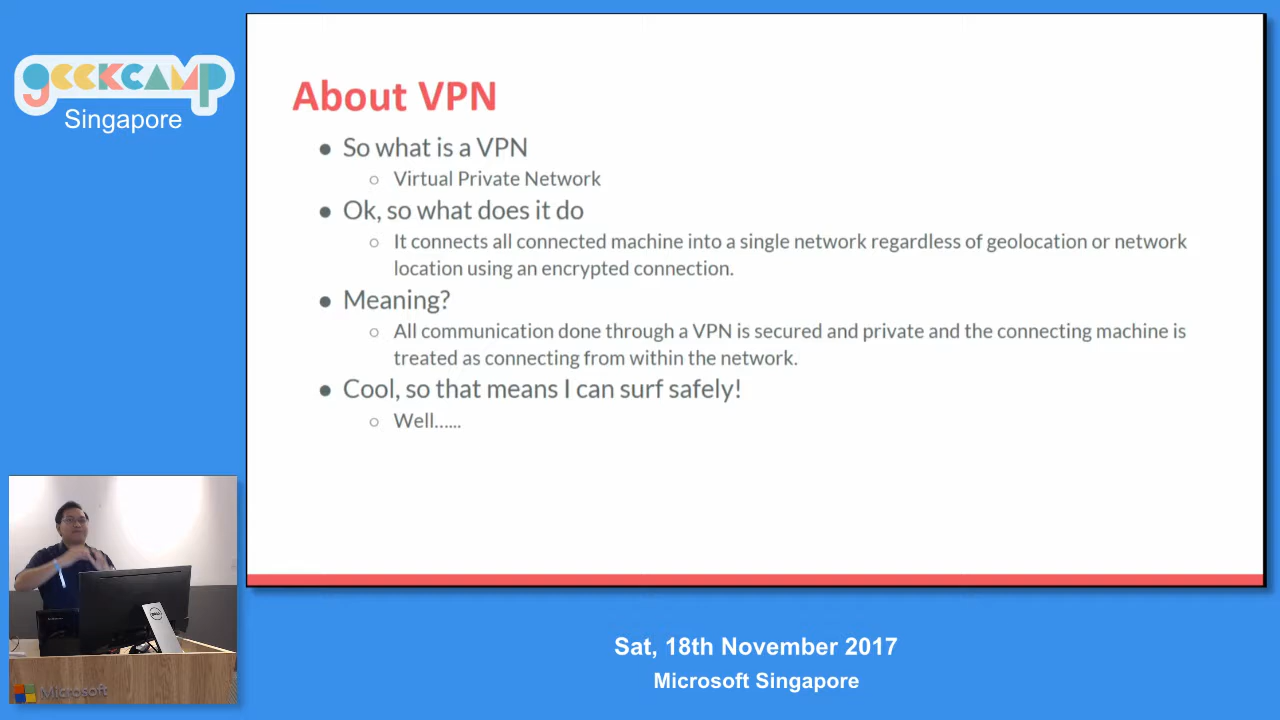 geekcamp
Singapore
About VPN
● So what is a VPN
○ Virtual Private Network
● Ok, so what does it do
○ It connects all connected machine into a single network regardless of geolocation or network
location using an encrypted connection.
● Meaning?
○ All communication done through a VPN is secured and private and the connecting machine is
treated as connecting from within the network.
● Cool, so that means I can surf safely!
○ Well......
DELL
Microsoft
Sat, 18th November 2017
Microsoft Singapore